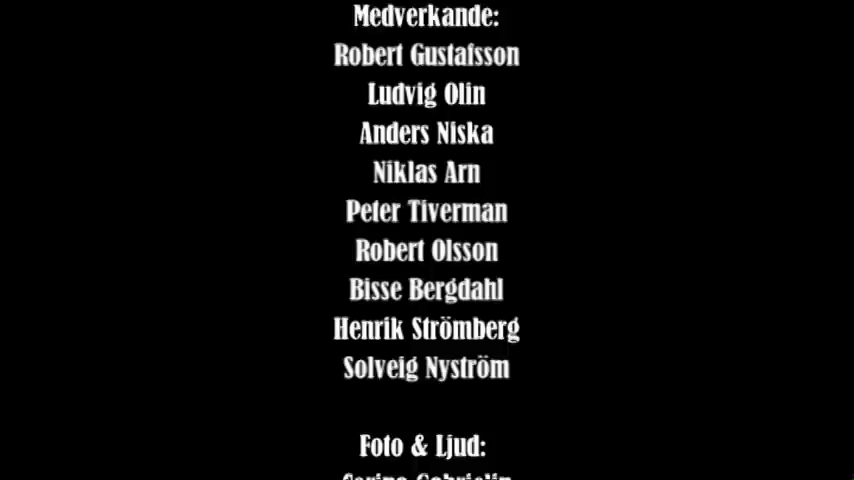 Medverkande:
Robert Gustafsson
Ludvig Olin
Anders Niska
Niklas Arn
Peter Tiverman
Robert Olsson
Bisse Bergdahl
Henrik Strömberg
Solveig Nyström
Foto & Ljud: